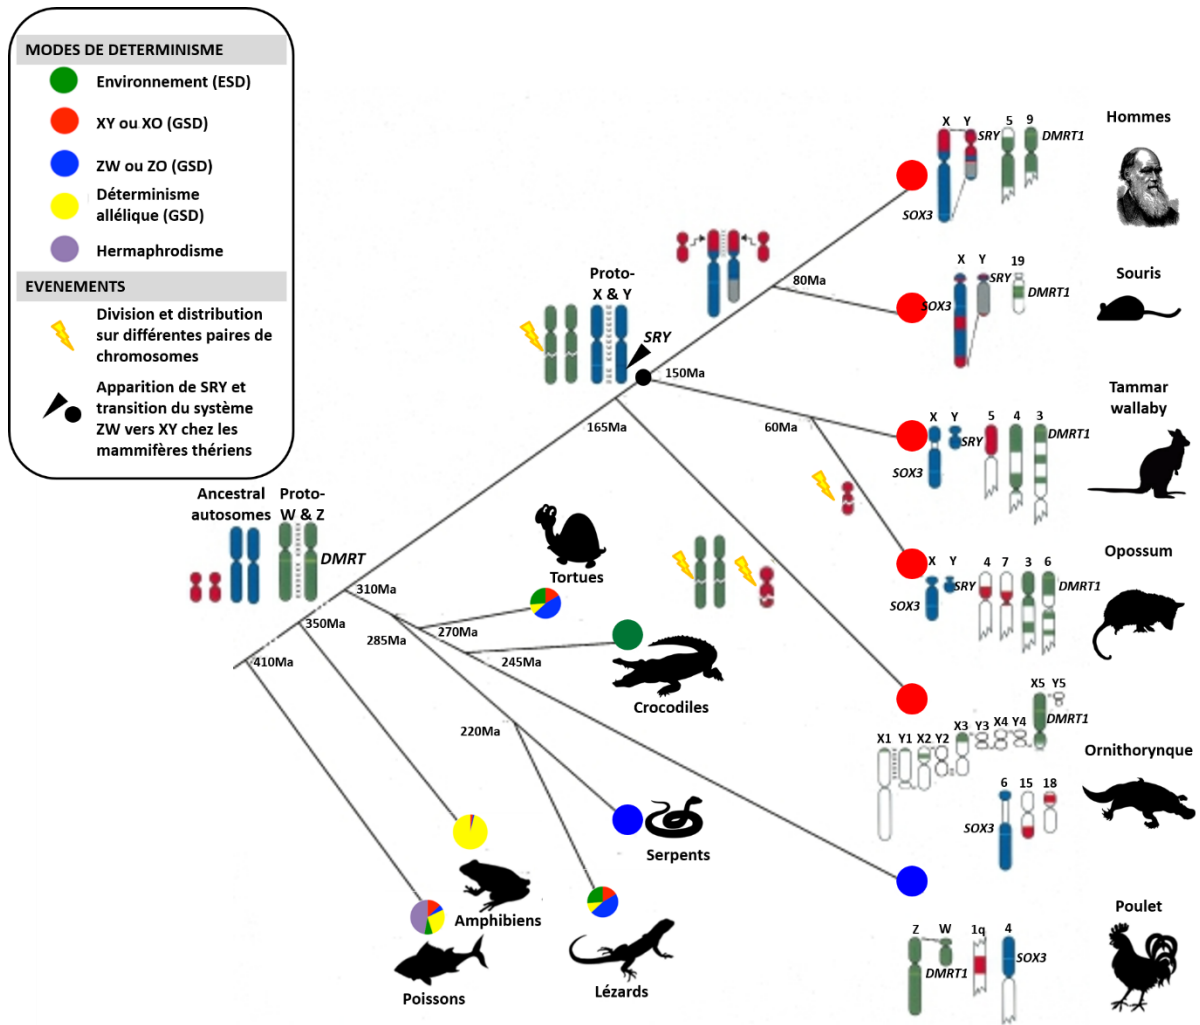 MODES DE DETERMINISME
Environnement (ESD)
XY ou XO (GSD)
ZW ou ZO (GSD)
Déterminisme
allélique (GSD)
Hermaphrodisme
EVENEMENTS
Division et distribution
sur différentes paires de
chromosomes
Apparition de SRY et
transition du système
ZW vers XY chez les
mammifères thériens
Hommes
X Y 5 9
SRY
DMRT1
SOX3
80Ma
Souris
X Y 19
SRY
SOX3
DMRT1
Proto-
X & Y
SRY
150Ma
165Ma
Tammar
wallaby
60Ma
X Y 5 4 3
DMRT1
SRY
SOX3
Opossum
X Y 4 7 3 6
SRY
DMRT1
SOX3
Ancestral
autosomes
Proto-
W & Z
DMRT
310Ma
350Ma
410Ma
285Ma
270Ma
245Ma
220Ma
Tortues
Crocodiles
Serpents
Lézards
Amphibiens
Poissons
X1 Y1 X2 Y2 X3 Y3 X4 Y4 X5 Y5
DMRT1
Ornithorynque
6 15 18
SOX3
Poulet
Z W 1q 4
DMRT1
SOX3